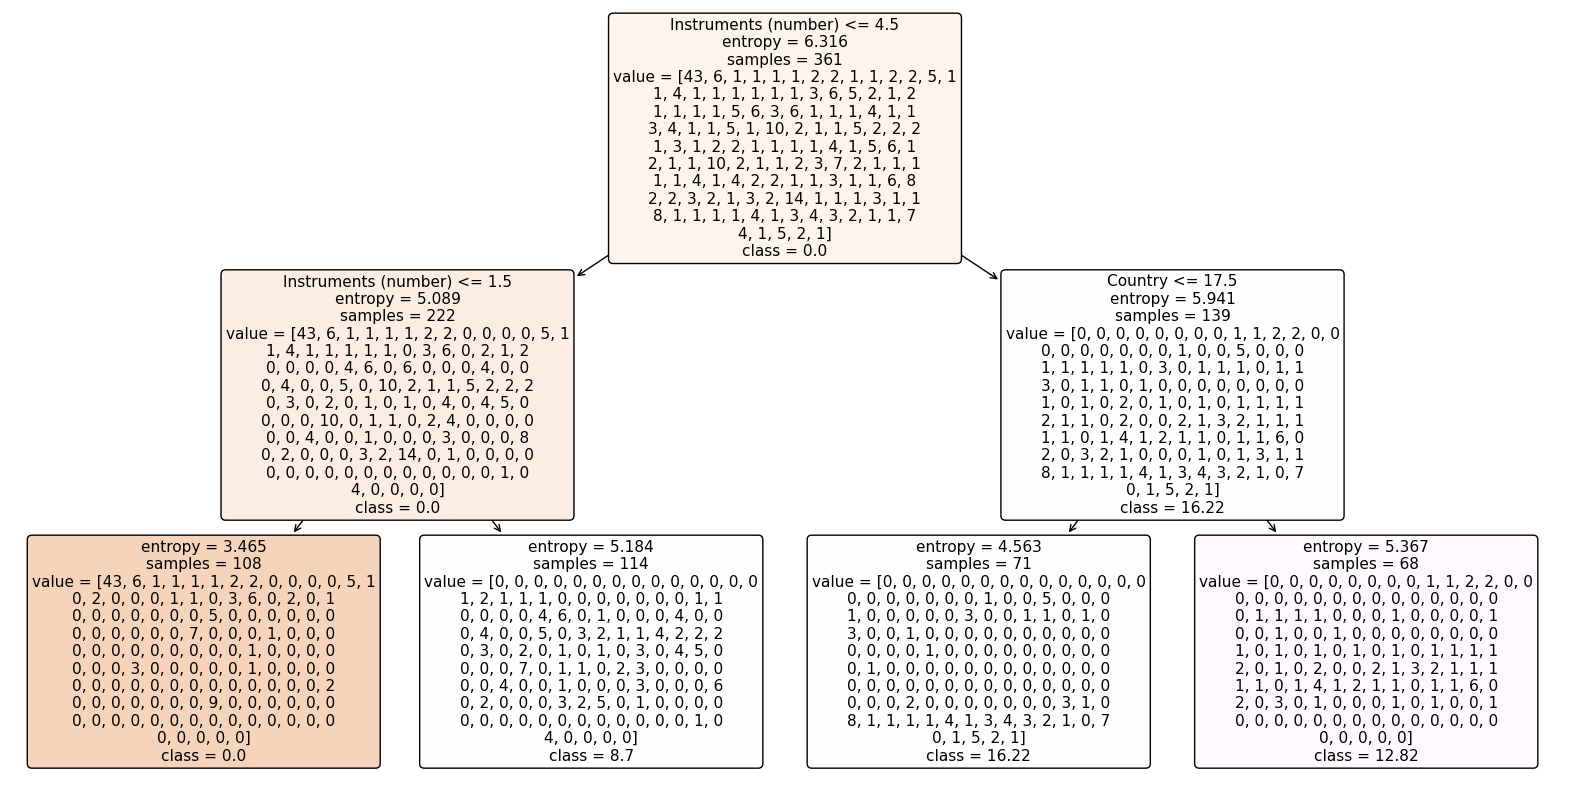 Instruments (number) <= 4.5
entropy = 6.316
samples = 361
value = [43, 6, 1, 1, 1, 1, 2, 2, 1, 1, 2, 2, 5, 1
1, 4, 1, 1, 1, 1, 1, 1, 3, 6, 5, 2, 1, 2
1, 1, 1, 1, 5, 6, 3, 6, 1, 1, 1, 4, 1, 1
3, 4, 1, 1, 5, 1, 10, 2, 1, 1, 5, 2, 2, 2
1, 3, 1, 2, 2, 1, 1, 1, 1, 4, 1, 5, 6, 1
2, 1, 1, 10, 2, 1, 1, 2, 3, 7, 2, 1, 1, 1
1, 1, 4, 1, 4, 2, 2, 1, 1, 3, 1, 1, 6, 8
2, 2, 3, 2, 1, 3, 2, 14, 1, 1, 1, 3, 1, 1
8, 1, 1, 1, 1, 4, 1, 3, 4, 3, 2, 1, 1, 7
4, 1, 5, 2, 1]
class = 0.0
Instruments (number) <= 1.5
entropy = 5.089
samples = 222
value = [43, 6, 1, 1, 1, 1, 2, 2, 0, 0, 0, 0, 5, 1
1, 4, 1, 1, 1, 1, 1, 0, 3, 6, 0, 2, 1, 2
0, 0, 0, 0, 4, 6, 0, 6, 0, 0, 0, 4, 0, 0
0, 4, 0, 0, 5, 0, 10, 2, 1, 1, 5, 2, 2, 2
0, 3, 0, 2, 0, 1, 0, 1, 0, 4, 0, 4, 5, 0
0, 0, 0, 10, 0, 1, 1, 0, 2, 4, 0, 0, 0, 0
0, 0, 4, 0, 0, 1, 0, 0, 0, 3, 0, 0, 0, 8
0, 2, 0, 0, 0, 3, 2, 14, 0, 1, 0, 0, 0, 0
0, 0, 0, 0, 0, 0, 0, 0, 0, 0, 0, 0, 1, 0
4, 0, 0, 0, 0]
class = 0.0
Country <= 17.5
entropy = 5.941
samples = 139
value = [0, 0, 0, 0, 0, 0, 0, 0, 1, 1, 2, 2, 0, 0
0, 0, 0, 0, 0, 0, 0, 1, 0, 0, 5, 0, 0, 0
1, 1, 1, 1, 1, 0, 3, 0, 1, 1, 1, 0, 1, 1
3, 0, 1, 1, 0, 1, 0, 0, 0, 0, 0, 0, 0, 0
1, 0, 1, 0, 2, 0, 1, 0, 1, 0, 1, 1, 1, 1
2, 1, 1, 0, 2, 0, 0, 2, 1, 3, 2, 1, 1, 1
1, 1, 0, 1, 4, 1, 2, 1, 1, 0, 1, 1, 6, 0
2, 0, 3, 2, 1, 0, 0, 0, 1, 0, 1, 3, 1, 1
8, 1, 1, 1, 1, 4, 1, 3, 4, 3, 2, 1, 0, 7
0, 1, 5, 2, 1]
class = 16.22
entropy = 3.465
samples = 108
value = [43, 6, 1, 1, 1, 1, 2, 2, 0, 0, 0, 0, 5, 1
0, 2, 0, 0, 0, 1, 1, 0, 3, 6, 0, 2, 0, 1
0, 0, 0, 0, 0, 0, 0, 5, 0, 0, 0, 0, 0, 0
0, 0, 0, 0, 0, 0, 7, 0, 0, 0, 1, 0, 0, 0
0, 0, 0, 0, 0, 0, 0, 0, 0, 1, 0, 0, 0, 0
0, 0, 0, 3, 0, 0, 0, 0, 0, 1, 0, 0, 0, 0
0, 0, 0, 0, 0, 0, 0, 0, 0, 0, 0, 0, 0, 2
0, 0, 0, 0, 0, 0, 0, 9, 0, 0, 0, 0, 0, 0
0, 0, 0, 0, 0, 0, 0, 0, 0, 0, 0, 0, 0, 0
0, 0, 0, 0, 0]
class = 0.0
entropy = 5.184
samples = 114
value = [0, 0, 0, 0, 0, 0, 0, 0, 0, 0, 0, 0, 0, 0
1, 2, 1, 1, 1, 0, 0, 0, 0, 0, 0, 0, 1, 1
0, 0, 0, 0, 4, 6, 0, 1, 0, 0, 0, 4, 0, 0
0, 4, 0, 0, 5, 0, 3, 2, 1, 1, 4, 2, 2, 2
0, 3, 0, 2, 0, 1, 0, 1, 0, 3, 0, 4, 5, 0
0, 0, 0, 7, 0, 1, 1, 0, 2, 3, 0, 0, 0, 0
0, 0, 4, 0, 0, 1, 0, 0, 0, 3, 0, 0, 0, 6
0, 2, 0, 0, 0, 3, 2, 5, 0, 1, 0, 0, 0, 0
0, 0, 0, 0, 0, 0, 0, 0, 0, 0, 0, 0, 1, 0
4, 0, 0, 0, 0]
class = 8.7
entropy = 4.563
samples = 71
value = [0, 0, 0, 0, 0, 0, 0, 0, 0, 0, 0, 0, 0, 0
0, 0, 0, 0, 0, 0, 0, 1, 0, 0, 5, 0, 0, 0
1, 0, 0, 0, 0, 0, 3, 0, 0, 1, 1, 0, 1, 0
3, 0, 0, 1, 0, 0, 0, 0, 0, 0, 0, 0, 0, 0
0, 0, 0, 0, 1, 0, 0, 0, 0, 0, 0, 0, 0, 0
0, 1, 0, 0, 0, 0, 0, 0, 0, 0, 0, 0, 0, 0
0, 0, 0, 0, 0, 0, 0, 0, 0, 0, 0, 0, 0, 0
0, 0, 0, 2, 0, 0, 0, 0, 0, 0, 0, 3, 1, 0
8, 1, 1, 1, 1, 4, 1, 3, 4, 3, 2, 1, 0, 7
0, 1, 5, 2, 1]
class = 16.22
entropy = 5.367
samples = 68
value = [0, 0, 0, 0, 0, 0, 0, 0, 1, 1, 2, 2, 0, 0
0, 0, 0, 0, 0, 0, 0, 0, 0, 0, 0, 0, 0, 0
0, 1, 1, 1, 1, 0, 0, 0, 1, 0, 0, 0, 0, 1
0, 0, 1, 0, 0, 1, 0, 0, 0, 0, 0, 0, 0, 0
1, 0, 1, 0, 1, 0, 1, 0, 1, 0, 1, 1, 1, 1
2, 0, 1, 0, 2, 0, 0, 2, 1, 3, 2, 1, 1, 1
1, 1, 0, 1, 4, 1, 2, 1, 1, 0, 1, 1, 6, 0
2, 0, 3, 0, 1, 0, 0, 0, 1, 0, 1, 0, 0, 1
0, 0, 0, 0, 0, 0, 0, 0, 0, 0, 0, 0, 0, 0
0, 0, 0, 0, 0]
class = 12.82